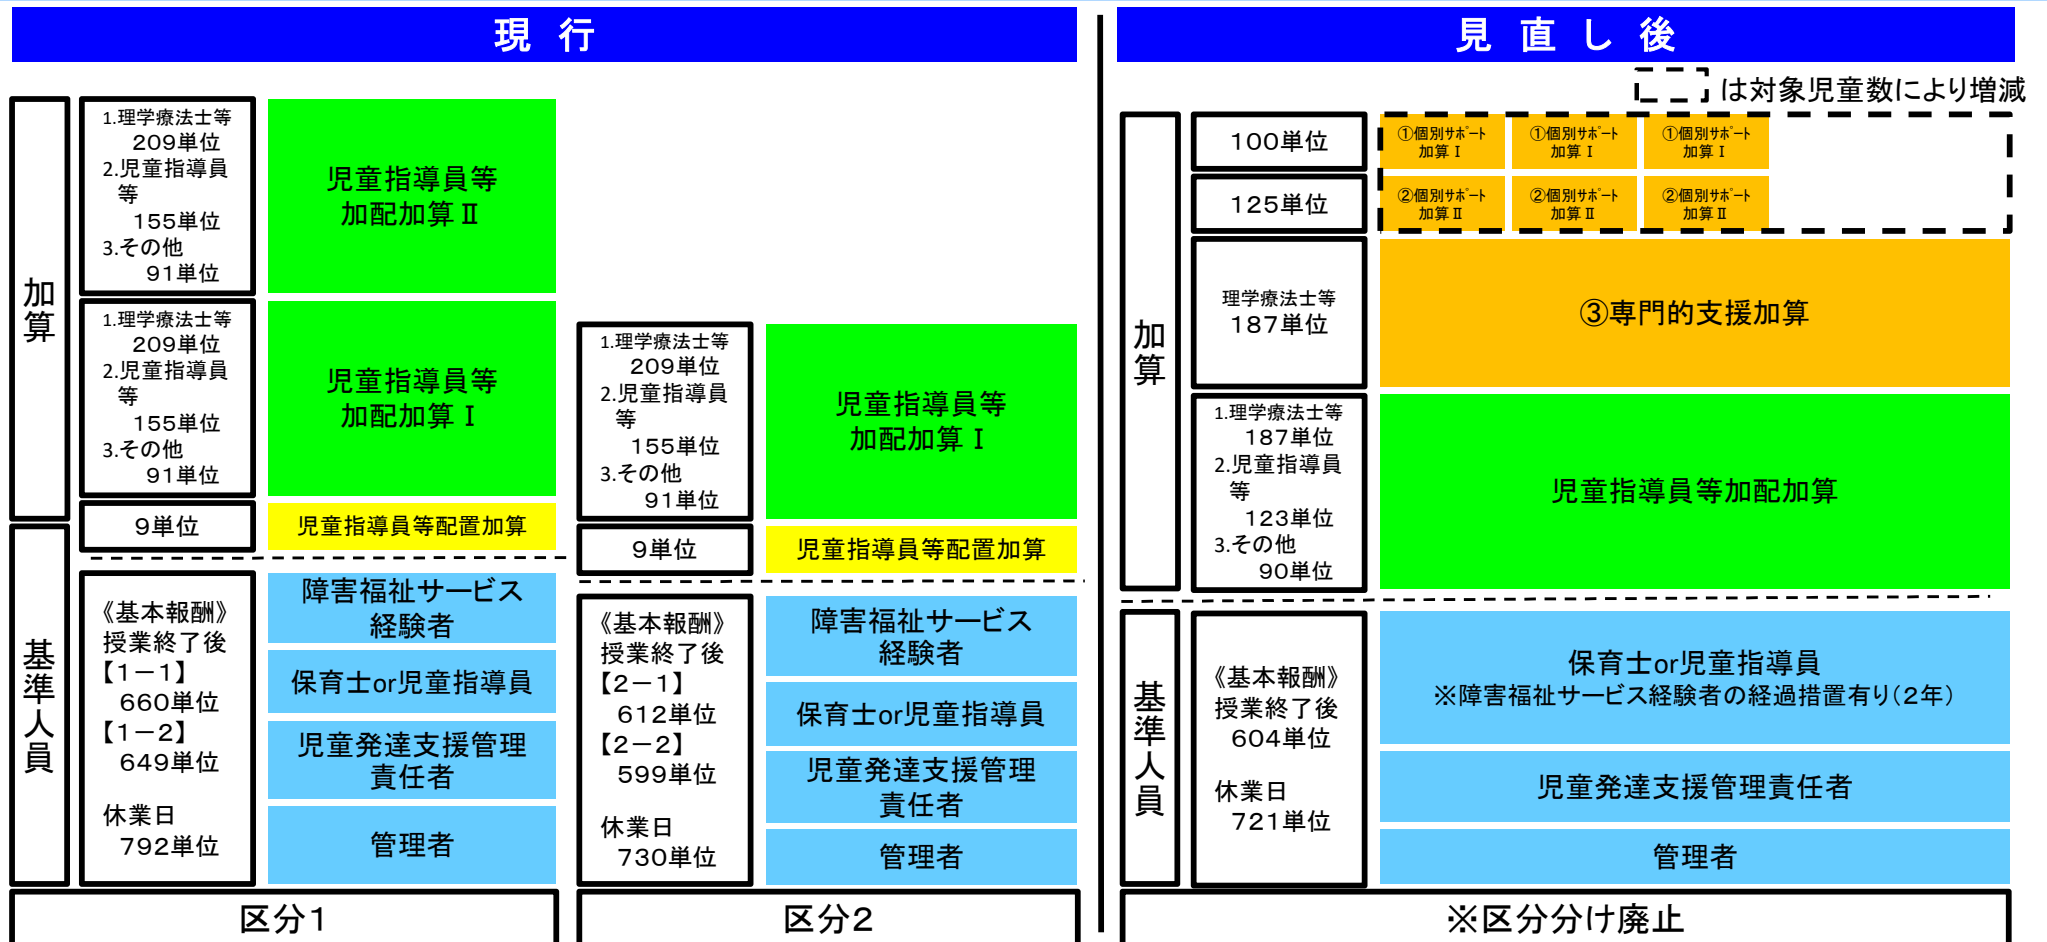 現 行
加算
1.理学療法士等
209単位
2.児童指導員
等
155単位
3.その他
91単位
児童指導員等
加配加算Ⅱ
1.理学療法士等
209単位
2.児童指導員
等
155単位
3.その他
91単位
児童指導員等
加配加算Ⅰ
9単位
児童指導員等配置加算
基準人員
《基本報酬》
授業終了後
【1－1】
660単位
【1－2】
649単位
休業日
792単位
障害福祉サービス
経験者
保育士or児童指導員
児童発達支援管理
責任者
管理者
区分1
1.理学療法士等
209単位
2.児童指導員
等
155単位
3.その他
91単位
児童指導員等
加配加算Ⅰ
9単位
児童指導員等配置加算
《基本報酬》
授業終了後
【2－1】
612単位
【2－2】
599単位
休業日
730単位
障害福祉サービス
経験者
保育士or児童指導員
児童発達支援管理
責任者
管理者
区分2
見 直 し 後
は対象児童数により増減
加算
100単位
①個別サポート
加算Ⅰ
①個別サポート
加算Ⅰ
①個別サポート
加算Ⅰ
125単位
②個別サポート
加算Ⅱ
②個別サポート
加算Ⅱ
②個別サポート
加算Ⅱ
理学療法士等
187単位
③専門的支援加算
1.理学療法士等
187単位
2.児童指導員
等
123単位
3.その他
90単位
児童指導員等加配加算
基準人員
《基本報酬》
授業終了後
604単位
休業日
721単位
保育士or児童指導員
※障害福祉サービス経験者の経過措置有り（2年）
児童発達支援管理責任者
管理者
※区分分け廃止